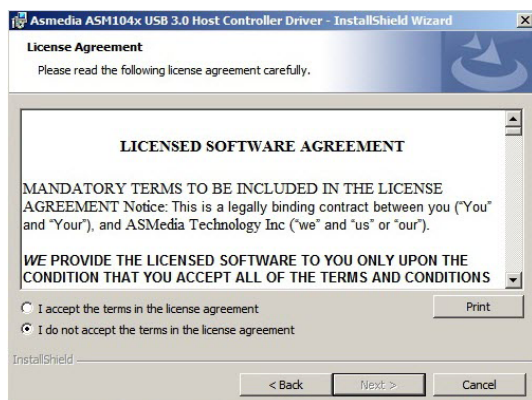 Asmedia ASM104x USB 3.0 Host Controller Driver - InstallShield Wizard
License Agreement
Please read the following license agreement carefully.
LICENSED SOFTWARE AGREEMENT
MANDATORY TERMS TO BE INCLUDED IN THE LICENSE
AGREEMENT Notice: This is a legally binding contract between you (“You”
and “Your”), and ASMedia Technology Inc (“we” and “us” or “our”).
WE PROVIDE THE LICENSED SOFTWARE TO YOU ONLY UPON THE
CONDITION THAT YOU ACCEPT ALL OF THE TERMS AND CONDITIONS
I accept the terms in the license agreement
Print
I do not accept the terms in the license agreement
InstallShield
< Back
Next >
Cancel